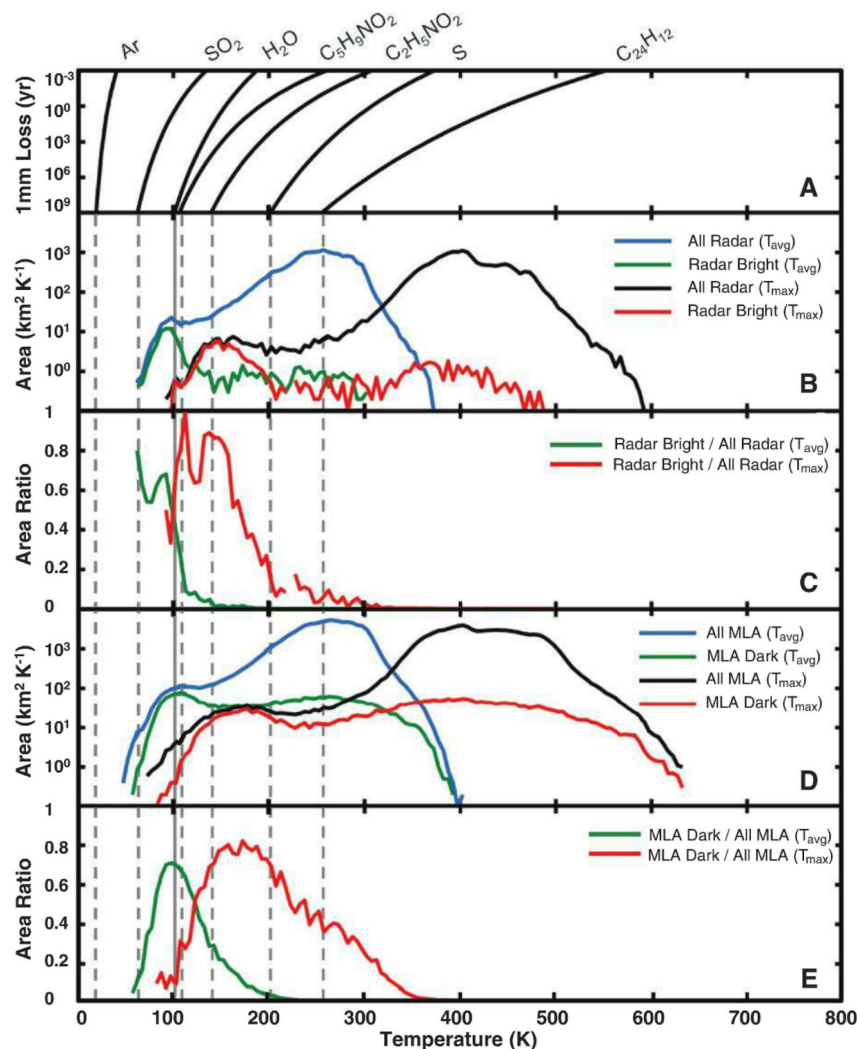 Ar SO₂ H₂O C₅H₉NO₂ C₂H₅NO₂ S C₂₄H₁₂
1mm Loss (yr)
10⁻³
10⁰
10³
10⁶
10⁹
A
Area (km² K⁻¹)
10³
10²
10¹
10⁰
All Radar (Tavg)
Radar Bright (Tavg)
All Radar (Tmax)
Radar Bright (Tmax)
B
Area Ratio
1
0.8
0.6
0.4
0.2
0
Radar Bright / All Radar (Tavg)
Radar Bright / All Radar (Tmax)
C
Area (km² K⁻¹)
10³
10²
10¹
10⁰
All MLA (Tavg)
MLA Dark (Tavg)
All MLA (Tmax)
MLA Dark (Tmax)
D
Area Ratio
1
0.8
0.6
0.4
0.2
0
MLA Dark / All MLA (Tavg)
MLA Dark / All MLA (Tmax)
E
0 100 200 300 400 500 600 700 800
Temperature (K)